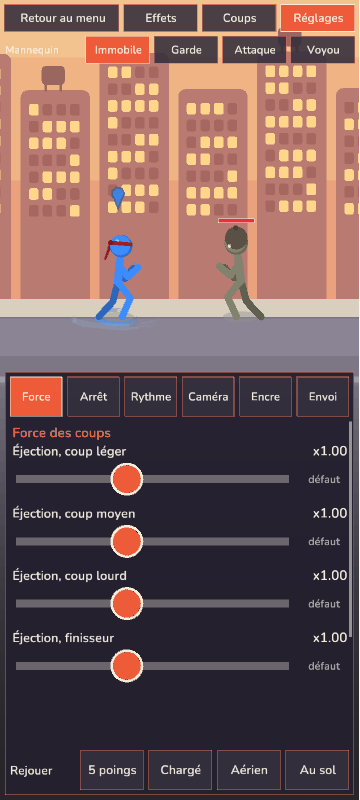 Retour au menu Effets Coups Réglages
Mannequin Immobile Garde Attaque Voyou
Force Arrêt Rythme Caméra Encre Envoi
Force des coups
Éjection, coup léger x1.00
défaut
Éjection, coup moyen x1.00
défaut
Éjection, coup lourd x1.00
défaut
Éjection, finisseur x1.00
défaut
Rejouer 5 poings Chargé Aérien Au sol